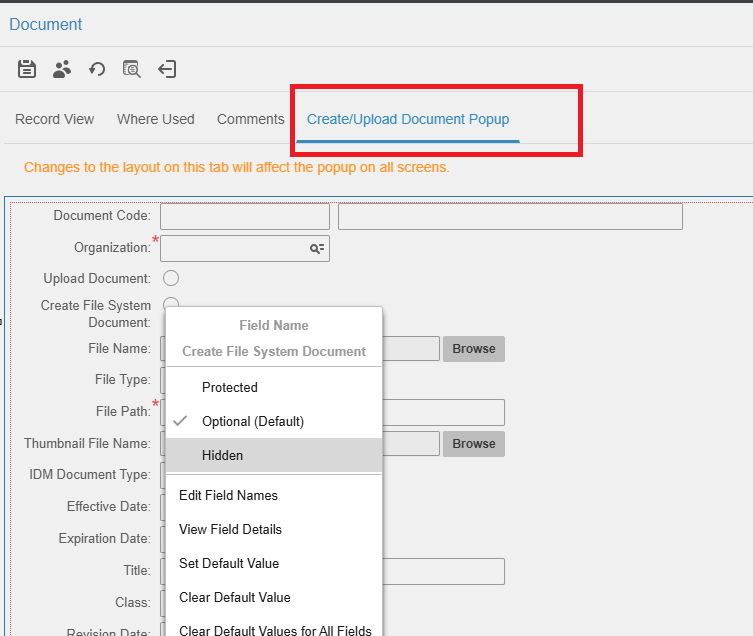 Document
Record View Where Used Comments Create/Upload Document Popup
Changes to the layout on this tab will affect the popup on all screens.
Document Code:
Organization:*
Upload Document:
Create File System
Document:
Field Name
Create File System Document
File Name: Browse
File Type:
Protected
File Path:*
Optional (Default)
Thumbnail File Name: Browse
Hidden
IDM Document Type:
Edit Field Names
Effective Date:
View Field Details
Expiration Date:
Set Default Value
Title:
Clear Default Value
Class:
Clear Default Values for All Fields
Revision Date: